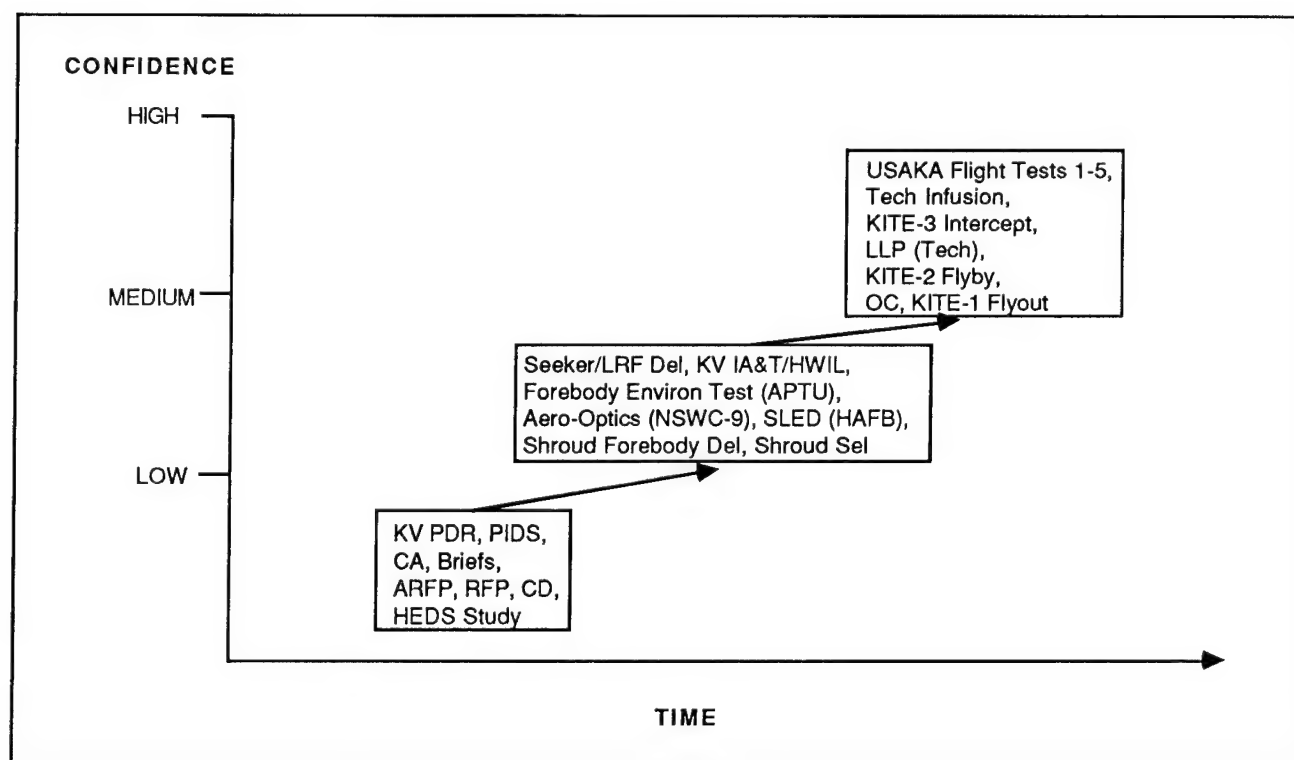 CONFIDENCE
HIGH
USAKA Flight Tests 1-5,
Tech Infusion,
KITE-3 Intercept,
LLP (Tech),
KITE-2 Flyby,
OC, KITE-1 Flyout
MEDIUM
Seeker/LRF Del, KV IA&T/HWIL,
Forebody Environ Test (APTU),
Aero-Optics (NSWC-9), SLED (HAFB),
Shroud Forebody Del, Shroud Sel
LOW
KV PDR, PIDS,
CA, Briefs,
ARFP, RFP, CD,
HEDS Study
TIME